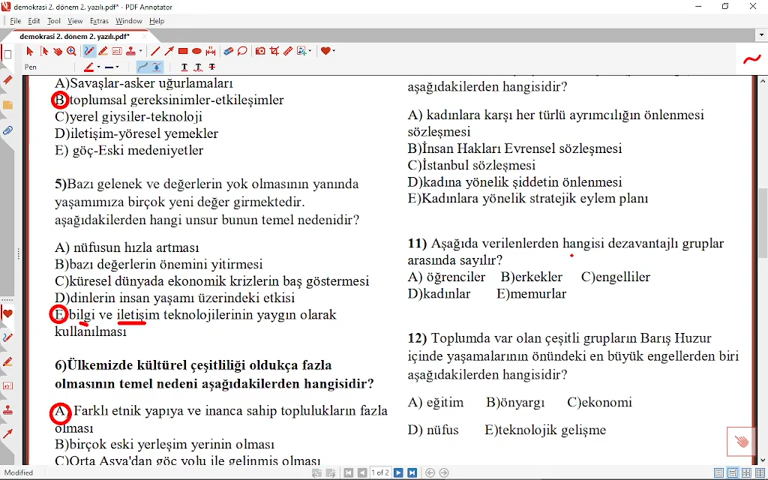 demokrasi 2. dönem 2. yazılı.pdf* - PDF Annotator
File Edit Tool View Extras Window Help
demokrasi 2. dönem 2. yazılı.pdf*
Pen
A)Savaşlar-asker uğurlamaları
B)toplumsal gereksinimler-etkileşimler
C)yerel giysiler-teknoloji
D)iletişim-yöresel yemekler
E) göç-Eski medeniyetler
5)Bazı gelenek ve değerlerin yok olmasının yanında
yaşamımıza birçok yeni değer girmektedir.
aşağıdakilerden hangi unsur bunun temel nedenidir?
A) nüfusun hızla artması
B)bazı değerlerin önemini yitirmesi
C)küresel dünyada ekonomik krizlerin baş göstermesi
D)dinlerin insan yaşamı üzerindeki etkisi
E)bilgi ve iletişim teknolojilerinin yaygın olarak
kullanılması
6)Ülkemizde kültürel çeşitliliği oldukça fazla
olmasının temel nedeni aşağıdakilerden hangisidir?
A) Farklı etnik yapıya ve inanca sahip toplulukların fazla
olması
B)birçok eski yerleşim yerinin olması
C)Orta Asya'dan göç yolu ile gelinmiş olması
aşağıdakilerden hangisidir?
A) kadınlara karşı her türlü ayrımcılığın önlenmesi
sözleşmesi
B)İnsan Hakları Evrensel sözleşmesi
C)İstanbul sözleşmesi
D)kadına yönelik şiddetin önlenmesi
E)Kadınlara yönelik stratejik eylem planı
11) Aşağıda verilenlerden hangisi dezavantajlı gruplar
arasında sayılır?
A) öğrenciler B)erkekler C)engelliler
D)kadınlar E)memurlar
12) Toplumda var olan çeşitli grupların Barış Huzur
içinde yaşamalarının önündeki en büyük engellerden biri
aşağıdakilerden hangisidir?
A) eğitim B)önyargı C)ekonomi
D) nüfus E)teknolojik gelişme
Modified
1 of 2